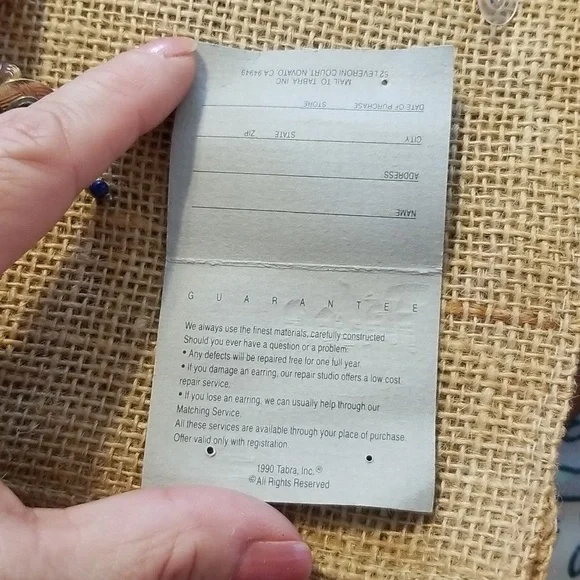 G U A R A N T E E
We always use the finest materials, carefully constructed.
Should you ever have a question or a problem:
• Any defects will be repaired free for one full year.
• If you damage an earring, our repair studio offers a low cost
repair service.
• If you lose an earring, we can usually help through our
Matching Service.
All these services are available through your place of purchase.
Offer valid only with registration.
1990 Tabra, Inc.®
©All Rights Reserved
NAME
ADDRESS
CITY STATE ZIP
DATE OF PURCHASE STORE
MAIL TO TABRA INC
52 LEVERONI COURT, NOVATO CA 94949